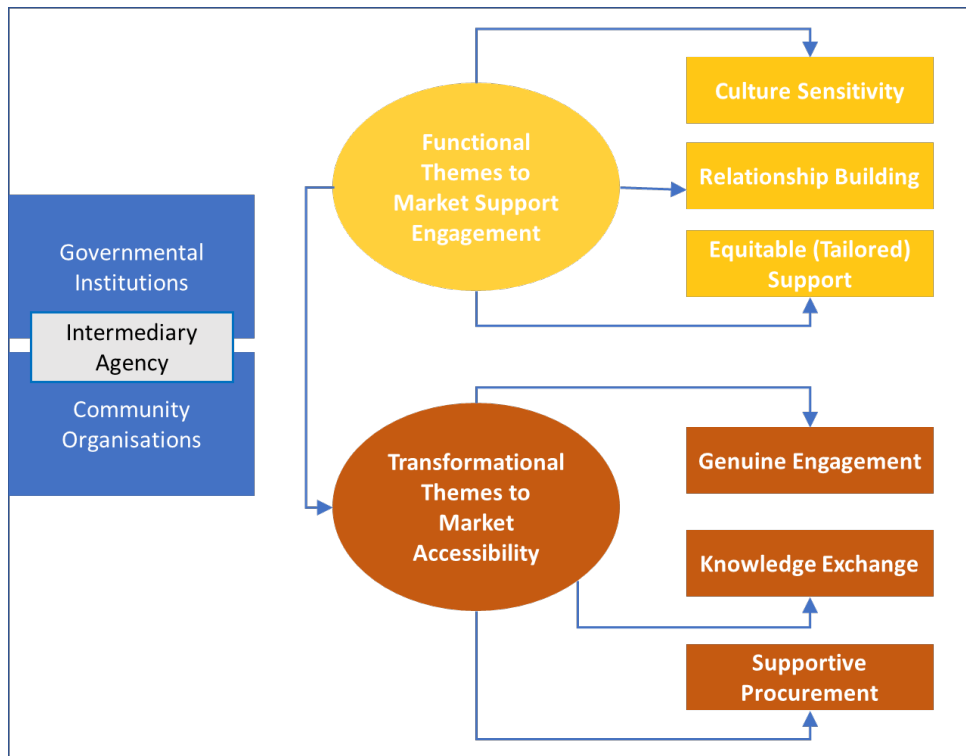 Governmental
Institutions
Intermediary
Agency
Community
Organisations
Functional
Themes to
Market Support
Engagement
Culture Sensitivity
Relationship Building
Equitable (Tailored)
Support
Transformational
Themes to
Market
Accessibility
Genuine Engagement
Knowledge Exchange
Supportive
Procurement